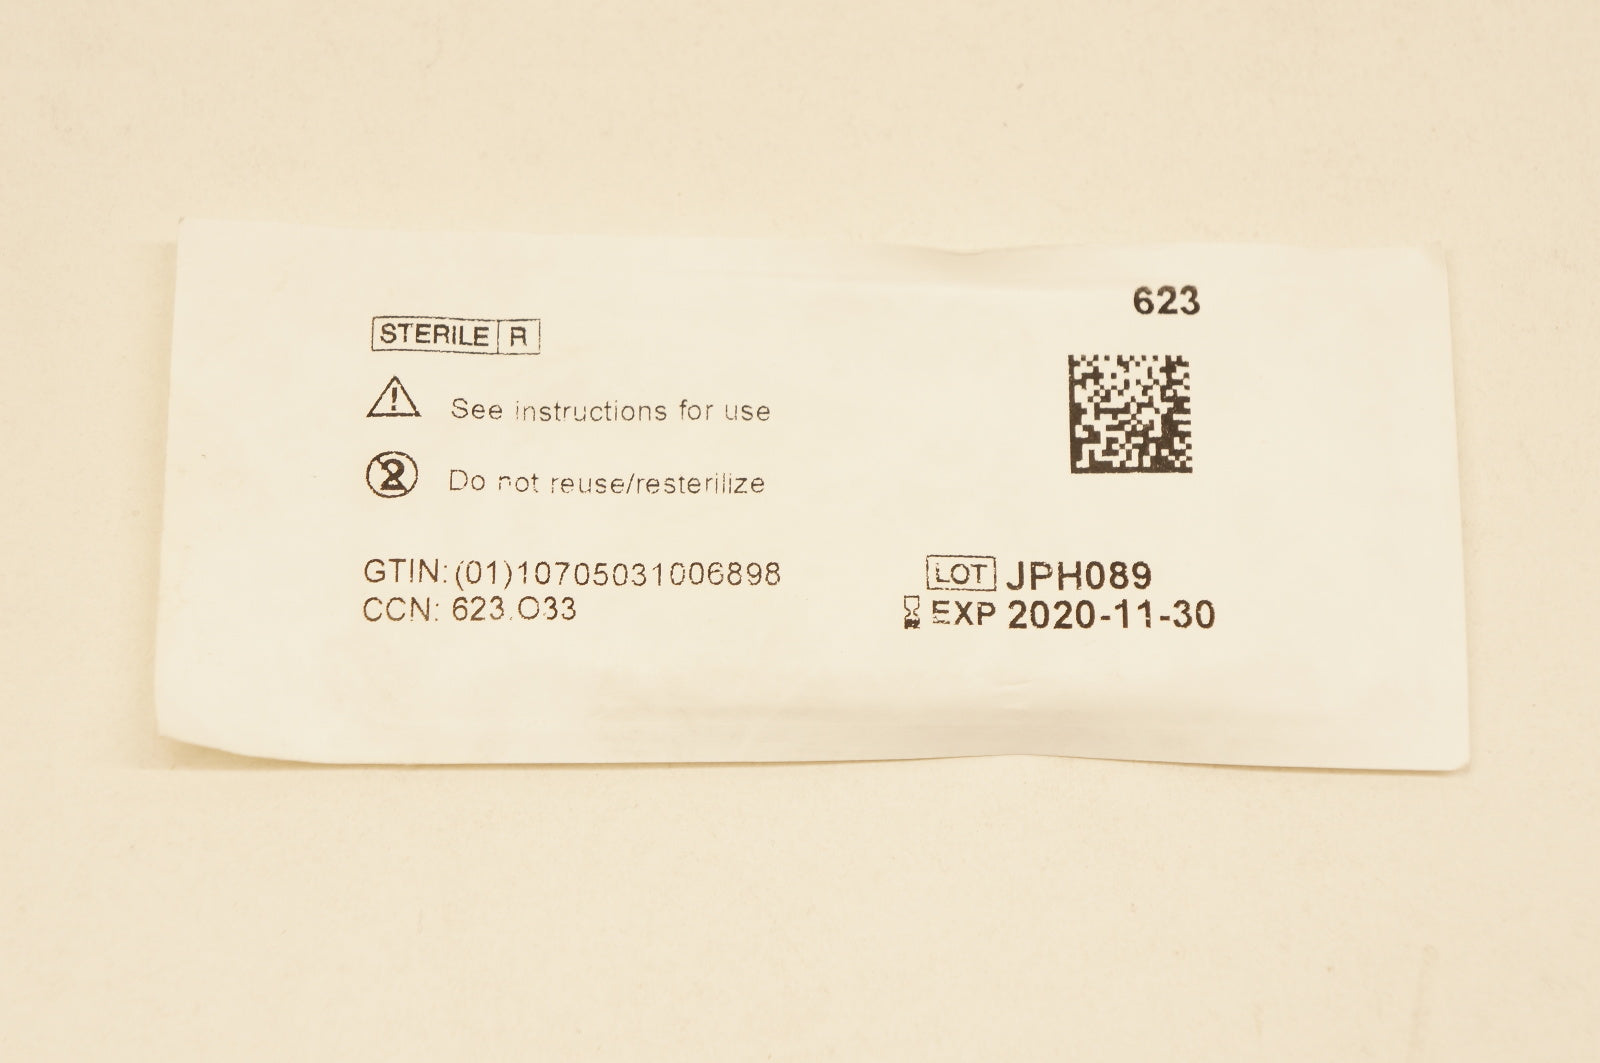 623
STERILE R
See instructions for use
Do not reuse/resterilize
GTIN: (01)10705031006898
CCN: 623.O33
LOT JPH089
EXP 2020-11-30